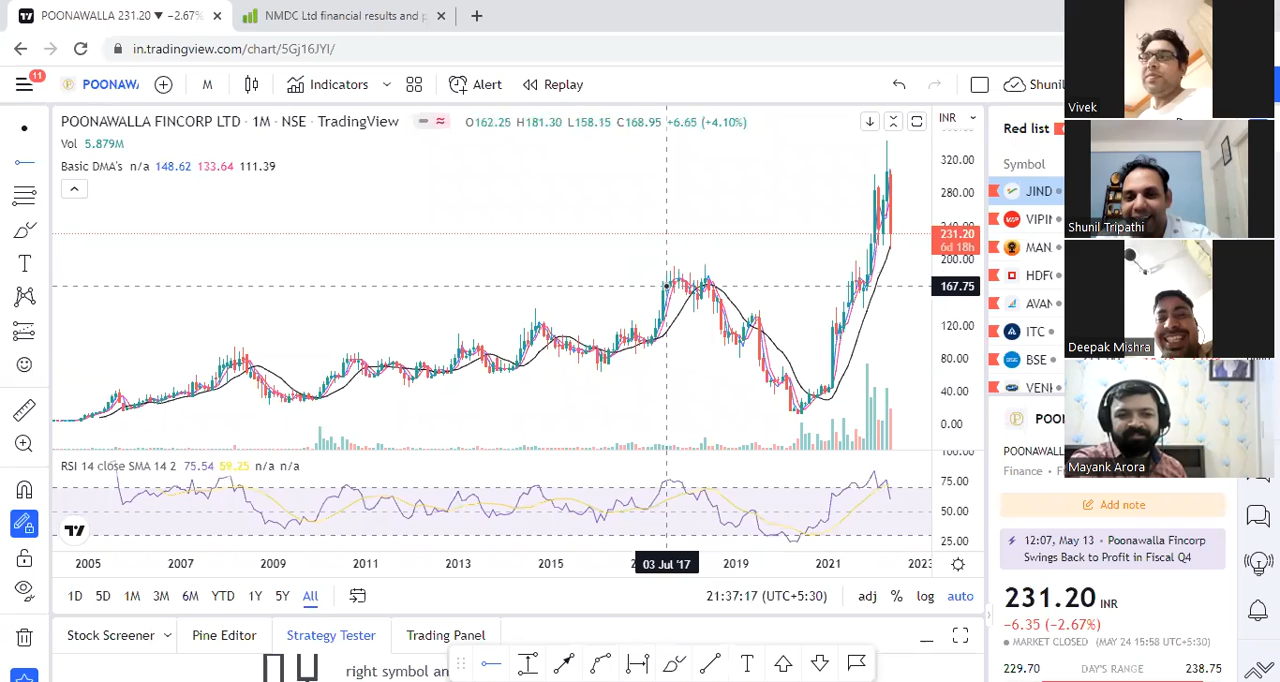 POONAWALLA 231.20 ▼ −2.67%
NMDC Ltd financial results and p
in.tradingview.com/chart/5Gj16JYI/
11
POONAWA
M
Indicators
Alert
Replay
Shunil
POONAWALLA FINCORP LTD · 1M · NSE · TradingView
O162.25 H181.30 L158.15 C168.95 +6.65 (+4.10%)
INR
Vol 5.879M
Basic DMA's n/a 148.62 133.64 111.39
320.00
280.00
231.20
6d 18h
200.00
167.75
120.00
80.00
40.00
0.00
RSI 14 close SMA 14 2 75.54 59.25 n/a n/a
100.00
75.00
50.00
25.00
2005
2007
2009
2011
2013
2015
03 Jul '17
2019
2021
2023
1D
5D
1M
3M
6M
YTD
1Y
5Y
All
21:37:17 (UTC+5:30)
adj
%
log
auto
Stock Screener
Pine Editor
Strategy Tester
Trading Panel
right symbol an
Red list
Symbol
JIND
VIPIN
MAN
HDF
AVAN
ITC
BSE
VENK
POO
POONAWALL
Finance
Add note
12:07, May 13 • Poonawalla Fincorp
Swings Back to Profit in Fiscal Q4
231.20 INR
−6.35 (−2.67%)
MARKET CLOSED (MAY 24 15:58 UTC+5:30)
229.70 DAY'S RANGE 238.75
Vivek
Shunil Tripathi
Deepak Mishra
Mayank Arora